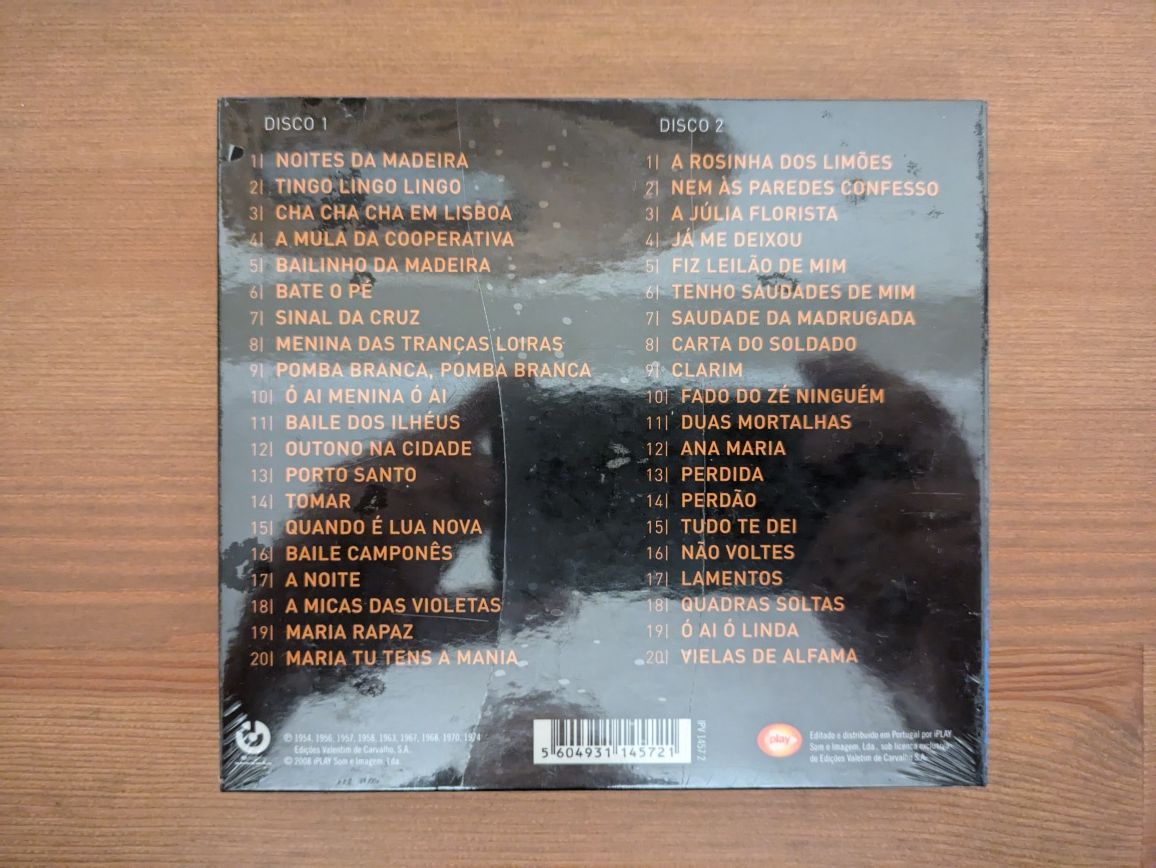 DISCO 1
1| NOITES DA MADEIRA
2| TINGO LINGO LINGO
3| CHA CHA CHA EM LISBOA
4| A MULA DA COOPERATIVA
5| BAILINHO DA MADEIRA
6| BATE O PÉ
7| SINAL DA CRUZ
8| MENINA DAS TRANÇAS LOIRAS
9| POMBA BRANCA, POMBA BRANCA
10| Ó AI MENINA Ó AI
11| BAILE DOS ILHÉUS
12| OUTONO NA CIDADE
13| PORTO SANTO
14| TOMAR
15| QUANDO É LUA NOVA
16| BAILE CAMPONÊS
17| A NOITE
18| A MICAS DAS VIOLETAS
19| MARIA RAPAZ
20| MARIA TU TENS A MANIA
DISCO 2
1| A ROSINHA DOS LIMÕES
2| NEM ÀS PAREDES CONFESSO
3| A JÚLIA FLORISTA
4| JÁ ME DEIXOU
5| FIZ LEILÃO DE MIM
6| TENHO SAUDADES DE MIM
7| SAUDADE DA MADRUGADA
8| CARTA DO SOLDADO
9| CLARIM
10| FADO DO ZÉ NINGUÉM
11| DUAS MORTALHAS
12| ANA MARIA
13| PERDIDA
14| PERDÃO
15| TUDO TE DEI
16| NÃO VOLTES
17| LAMENTOS
18| QUADRAS SOLTAS
19| Ó AI Ó LINDA
20| VIELAS DE ALFAMA
℗ 1954, 1956, 1957, 1958, 1963, 1967, 1968, 1970, 1974
Edições Valentim de Carvalho, S.A.
© 2008 iPLAY Som e Imagem, Lda.
5 604931 145721
IPV 1457 2
play
Editado e distribuido em Portugal por iPLAY
Som e Imagem, Lda., sob licença exclusiva
de Edições Valetim de Carvalho S.A.